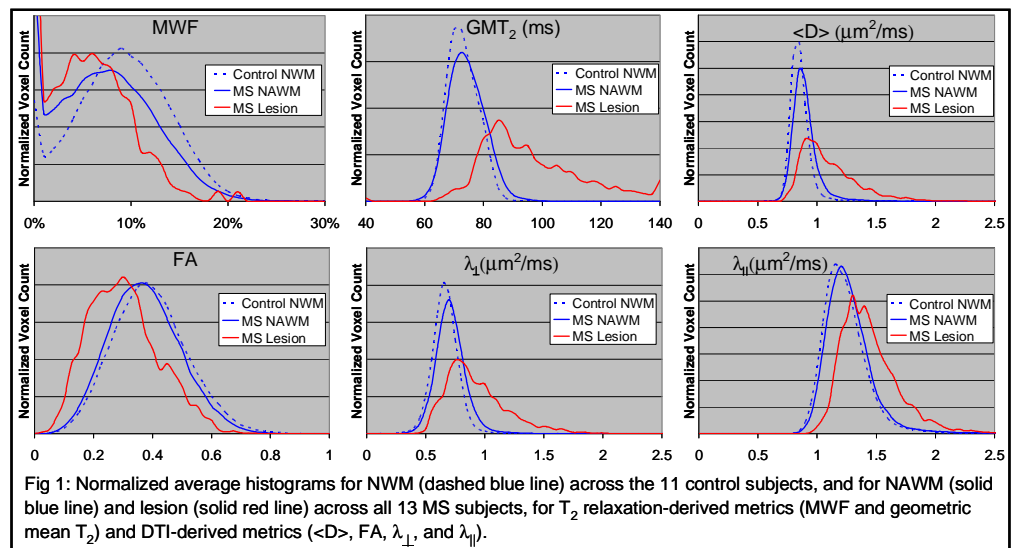 MWF
Normalized Voxel Count
Control NWM
MS NAWM
MS Lesion
0% 10% 20% 30%
GMT₂ (ms)
Normalized Voxel Count
Control NWM
MS NAWM
MS Lesion
40 60 80 100 120 140
<D> (μm²/ms)
Normalized Voxel Count
Control NWM
MS NAWM
MS Lesion
0 0.5 1 1.5 2 2.5
FA
Normalized Voxel Count
Control NWM
MS NAWM
MS Lesion
0 0.2 0.4 0.6 0.8 1
λ⊥(μm²/ms)
Normalized Voxel Count
Control NWM
MS NAWM
MS Lesion
0 0.5 1 1.5 2 2.5
λ||(μm²/ms)
Normalized Voxel Count
Control NWM
MS NAWM
MS Lesion
0 0.5 1 1.5 2 2.5
Fig 1: Normalized average histograms for NWM (dashed blue line) across the 11 control subjects, and for NAWM (solid
blue line) and lesion (solid red line) across all 13 MS subjects, for T₂ relaxation-derived metrics (MWF and geometric
mean T₂) and DTI-derived metrics (<D>, FA, λ⊥, and λ||).